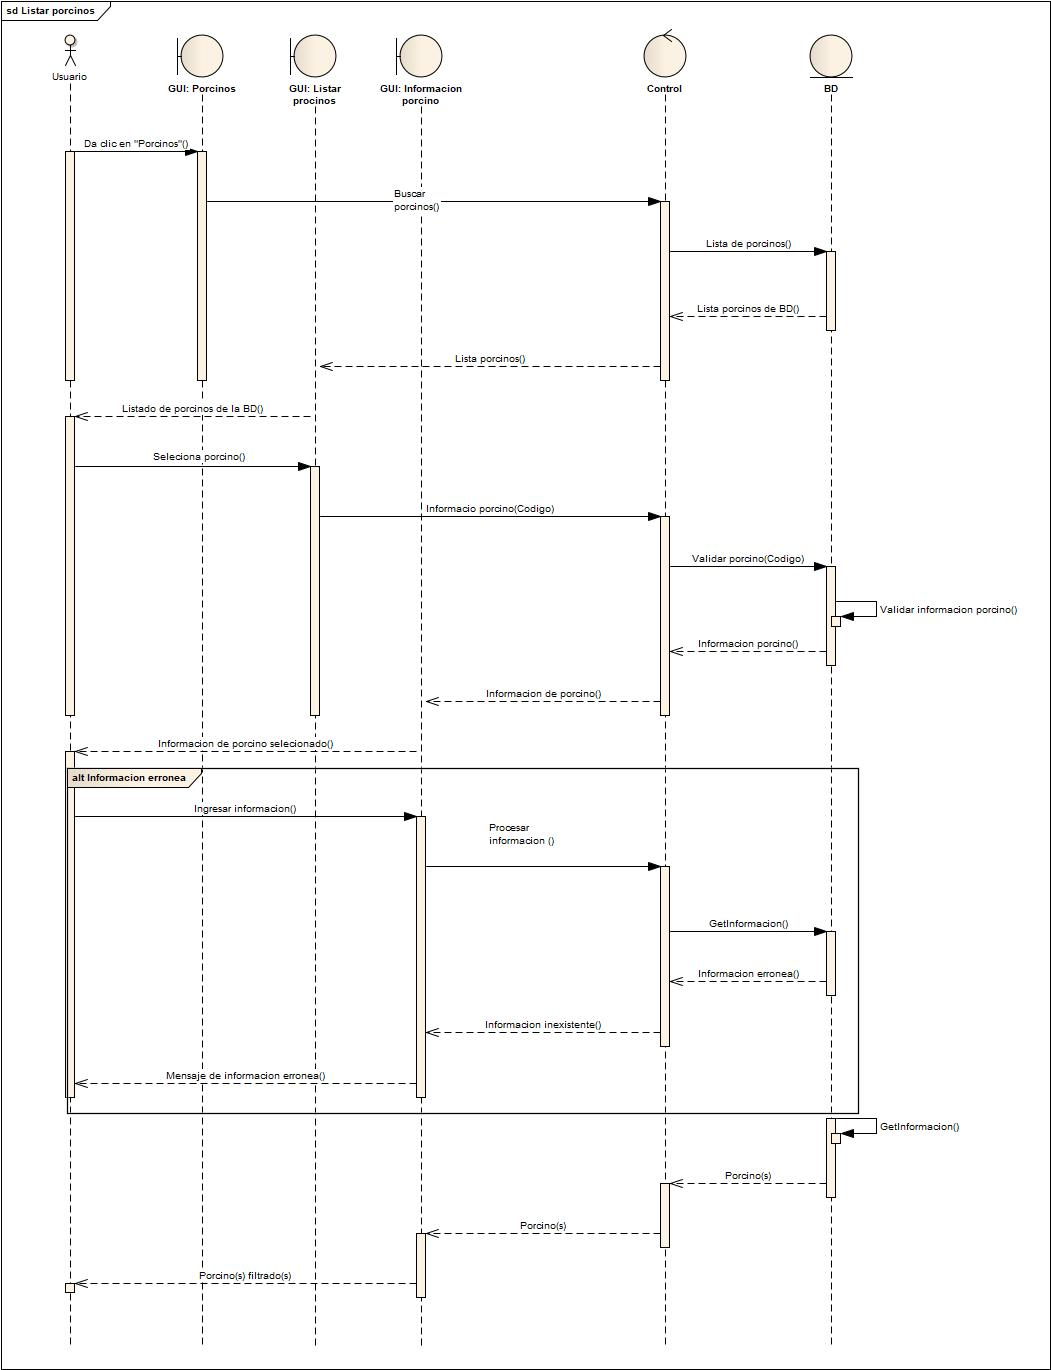 sd Listar porcinos
Usuario
GUI: Porcinos
GUI: Listar
procinos
GUI: Informacion
porcino
Control
BD
Da clic en "Porcinos"()
Buscar
porcinos()
Lista de porcinos()
Lista porcinos de BD()
Lista porcinos()
Listado de porcinos de la BD()
Seleciona porcino()
Informacio porcino(Codigo)
Validar porcino(Codigo)
Validar informacion porcino()
Informacion porcino()
Informacion de porcino()
Informacion de porcino selecionado()
alt Informacion erronea
Ingresar informacion()
Procesar
informacion ()
GetInformacion()
Informacion erronea()
Informacion inexistente()
Mensaje de informacion erronea()
GetInformacion()
Porcino(s)
Porcino(s)
Porcino(s) filtrado(s)